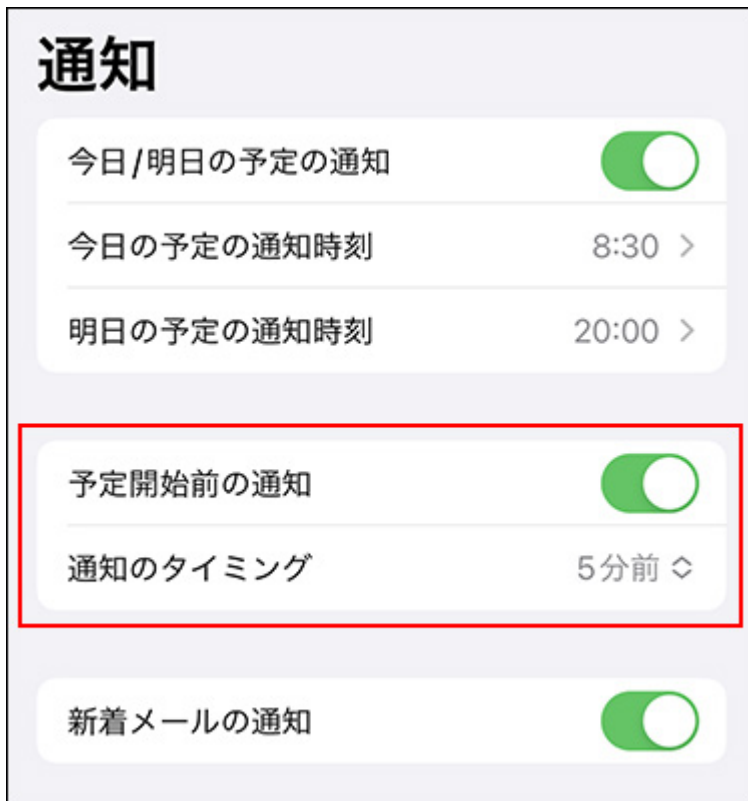 通知
今日/明日の予定の通知
今日の予定の通知時刻 8:30
明日の予定の通知時刻 20:00
予定開始前の通知
通知のタイミング 5分前
新着メールの通知